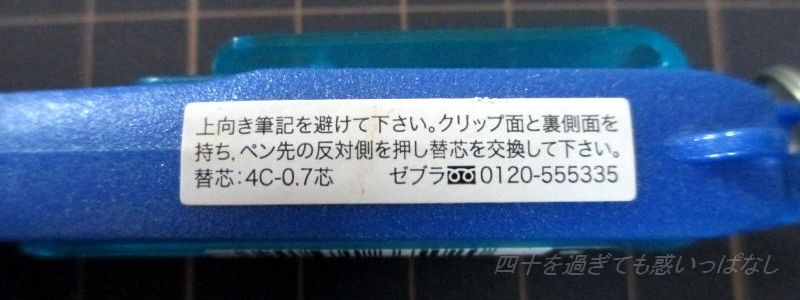 上向き筆記を避けて下さい。クリップ面と裏側面を
持ち,ペン先の反対側を押し替芯を交換して下さい。
替芯:4C-0.7芯 ゼブラ 0120-555335
四十を過ぎても惑いっぱなし